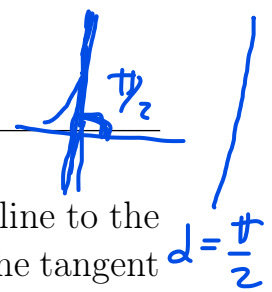 π/2
line to the
he tangent
d = π/2